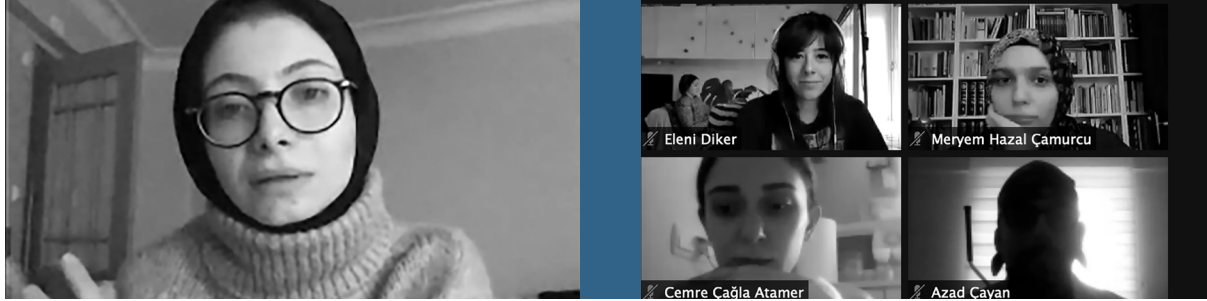 Eleni Diker
Meryem Hazal Çamurcu
Cemre Çağla Atamer
Azad Çayan